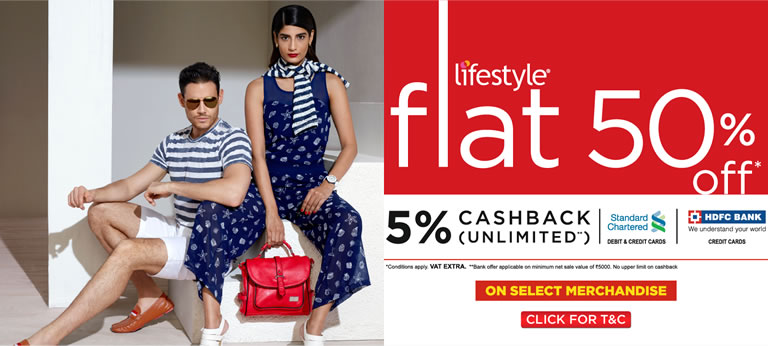 lifestyle®
flat 50%
off*
5% CASHBACK
(UNLIMITED**)
Standard
Chartered
DEBIT & CREDIT CARDS
HDFC BANK
We understand your world
CREDIT CARDS
*Conditions apply. VAT EXTRA. **Bank offer applicable on minimum net sale value of ₹5000. No upper limit on cashback
ON SELECT MERCHANDISE
CLICK FOR T&C